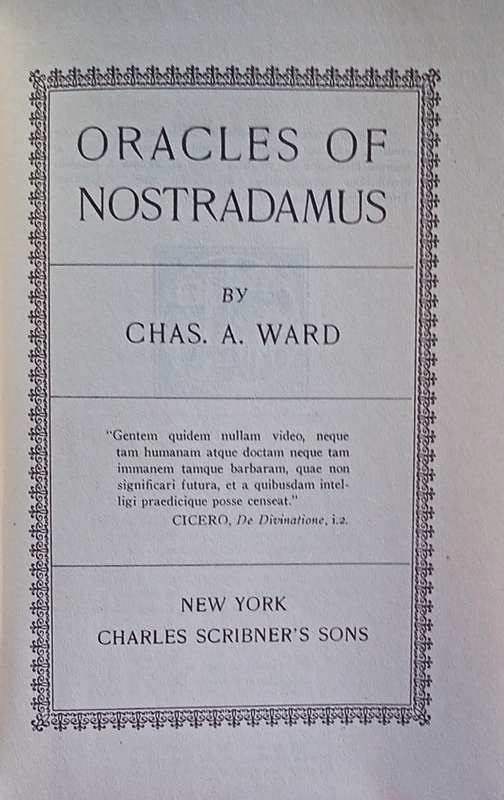 ORACLES OF
NOSTRADAMUS
BY
CHAS. A. WARD
"Gentem quidem nullam video, neque
tam humanam atque doctam neque tam
immanem tamque barbaram, quae non
significari futura, et a quibusdam intel-
ligi praedicique posse censeat."
CICERO, De Divinatione, i.2.
NEW YORK
CHARLES SCRIBNER'S SONS